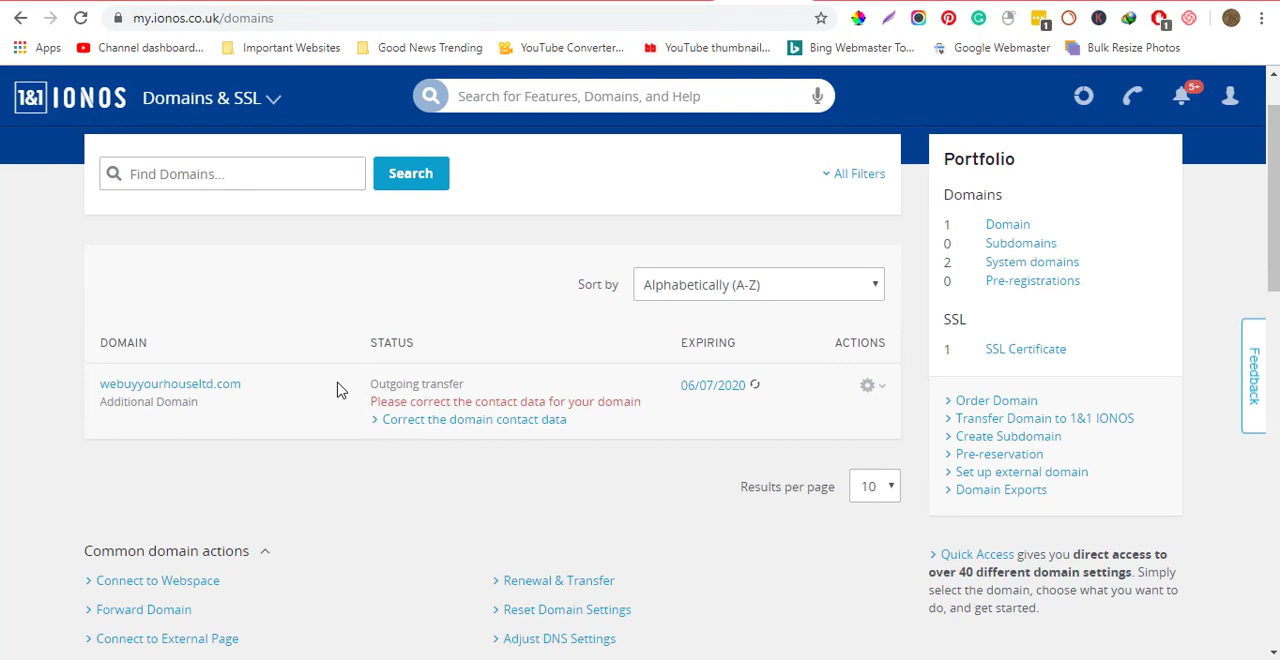 my.ionos.co.uk/domains
1
1
Apps
Channel dashboard...
Important Websites
Good News Trending
YouTube Converter...
YouTube thumbnail...
Bing Webmaster To...
Google Webmaster
Bulk Resize Photos
1&1 IONOS
Domains & SSL
Search for Features, Domains, and Help
5+
Find Domains...
Search
All Filters
Sort by
Alphabetically (A-Z)
DOMAIN
STATUS
EXPIRING
ACTIONS
webuyyourhouseltd.com
Additional Domain
Outgoing transfer
Please correct the contact data for your domain
Correct the domain contact data
06/07/2020
Results per page
10
Common domain actions
Connect to Webspace
Forward Domain
Connect to External Page
Renewal & Transfer
Reset Domain Settings
Adjust DNS Settings
Portfolio
Domains
1 Domain
0 Subdomains
2 System domains
0 Pre-registrations
SSL
1 SSL Certificate
Order Domain
Transfer Domain to 1&1 IONOS
Create Subdomain
Pre-reservation
Set up external domain
Domain Exports
Quick Access gives you direct access to
over 40 different domain settings. Simply
select the domain, choose what you want to
do, and get started.
Feedback